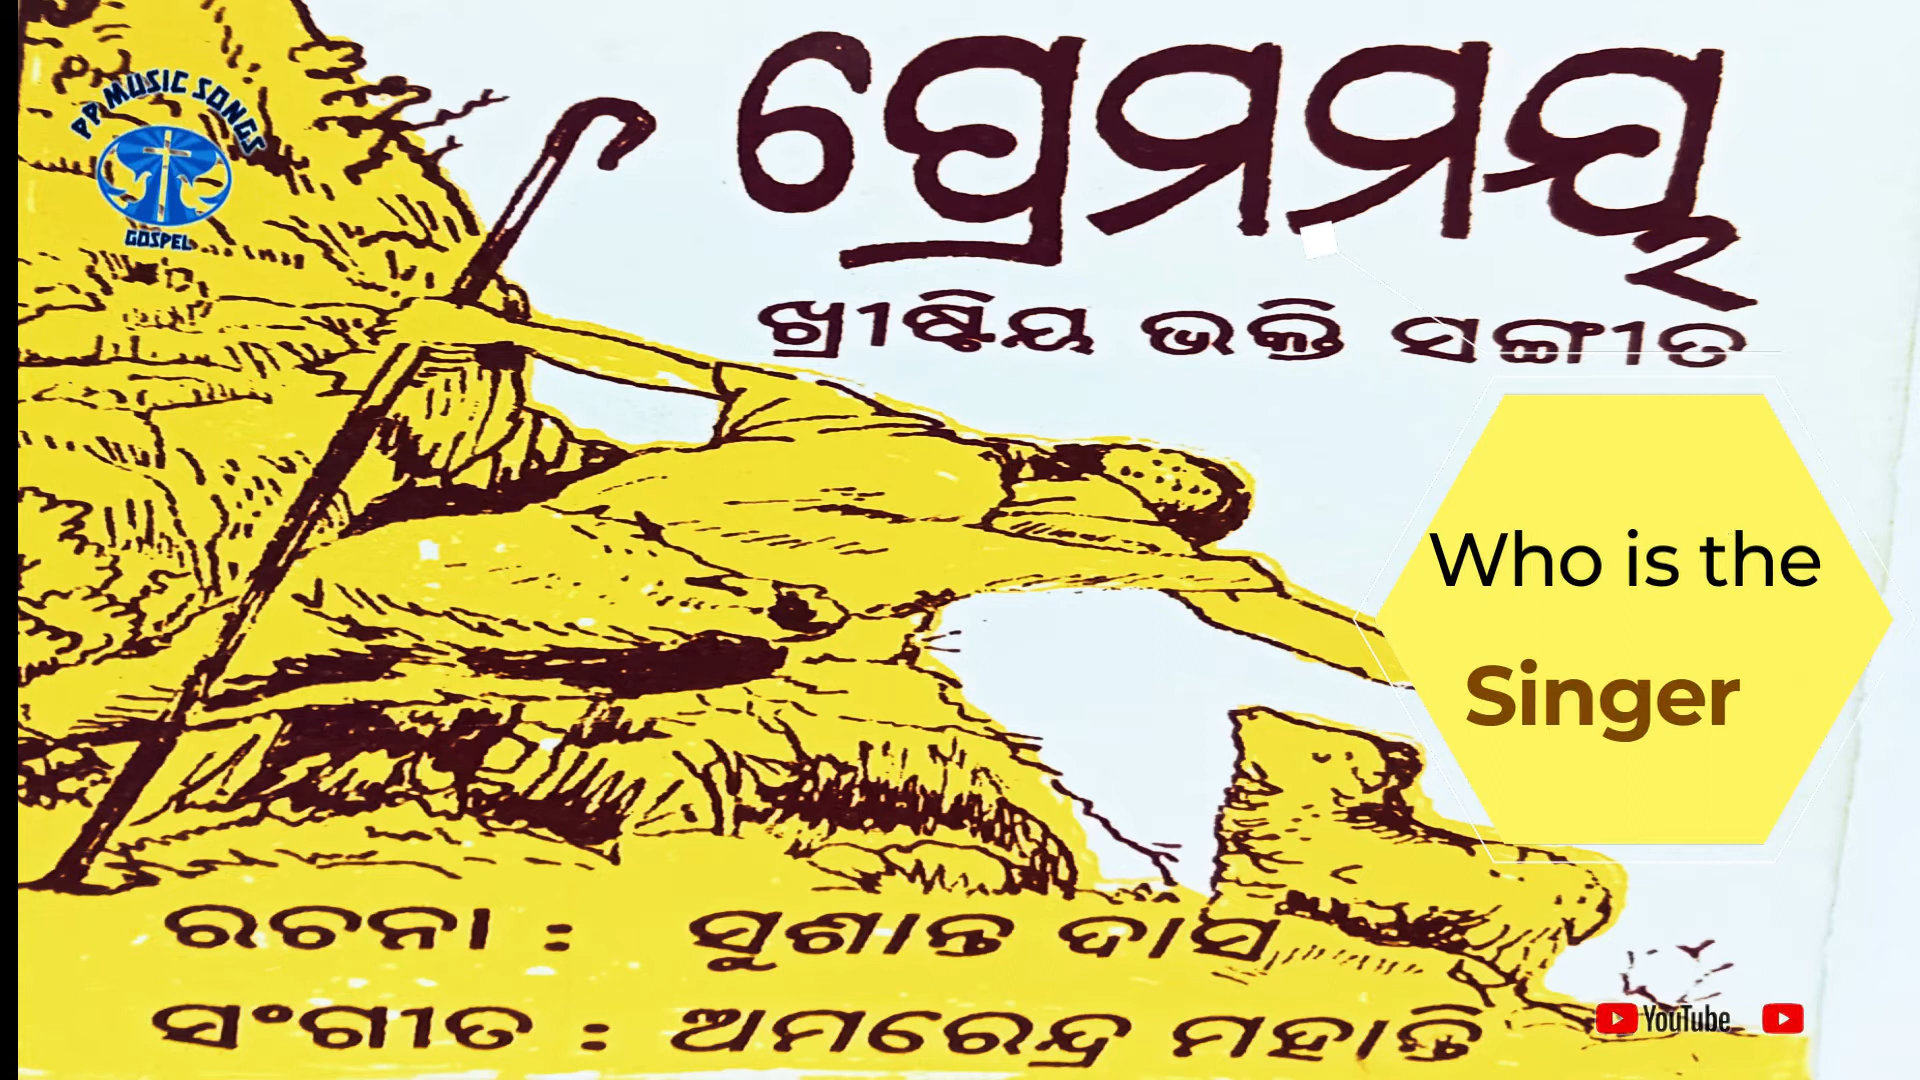 PP MUSIC SONGS
GOSPEL
ପ୍ରେମମୟ
ଖ୍ରୀଷ୍ଟିୟ ଭକ୍ତି ସଙ୍ଗୀତ
Who is the
Singer
ରଚନା : ସୁଶାନ୍ତ ଦାସ
ସଂଗୀତ : ଅମରେନ୍ଦ୍ର ମହାନ୍ତି
YouTube